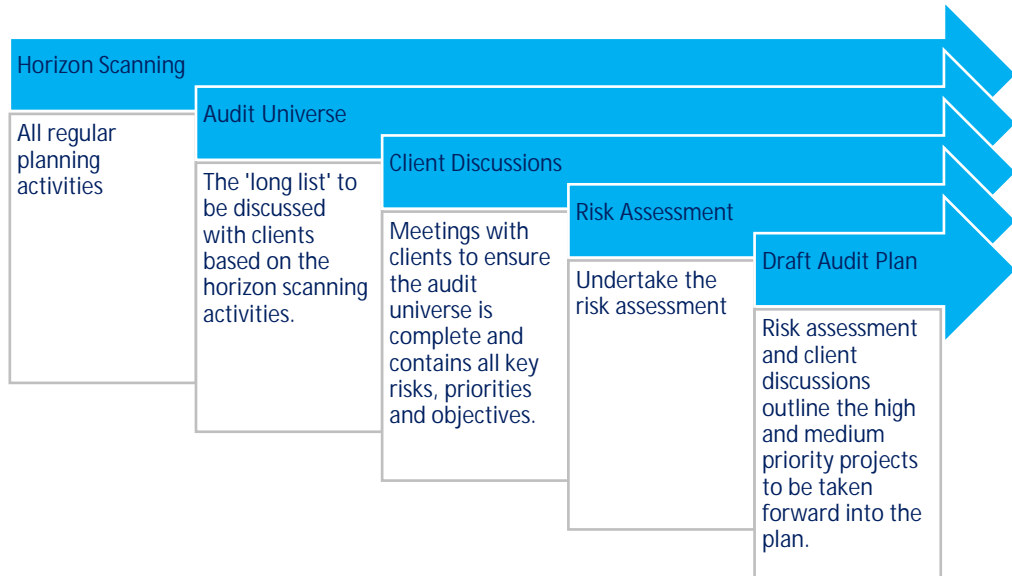 Horizon Scanning
All regular
planning
activities
Audit Universe
The 'long list' to
be discussed
with clients
based on the
horizon scanning
activities.
Client Discussions
Meetings with
clients to ensure
the audit
universe is
complete and
contains all key
risks, priorities
and objectives.
Risk Assessment
Undertake the
risk assessment
Draft Audit Plan
Risk assessment
and client
discussions
outline the high
and medium
priority projects
to be taken
forward into the
plan.